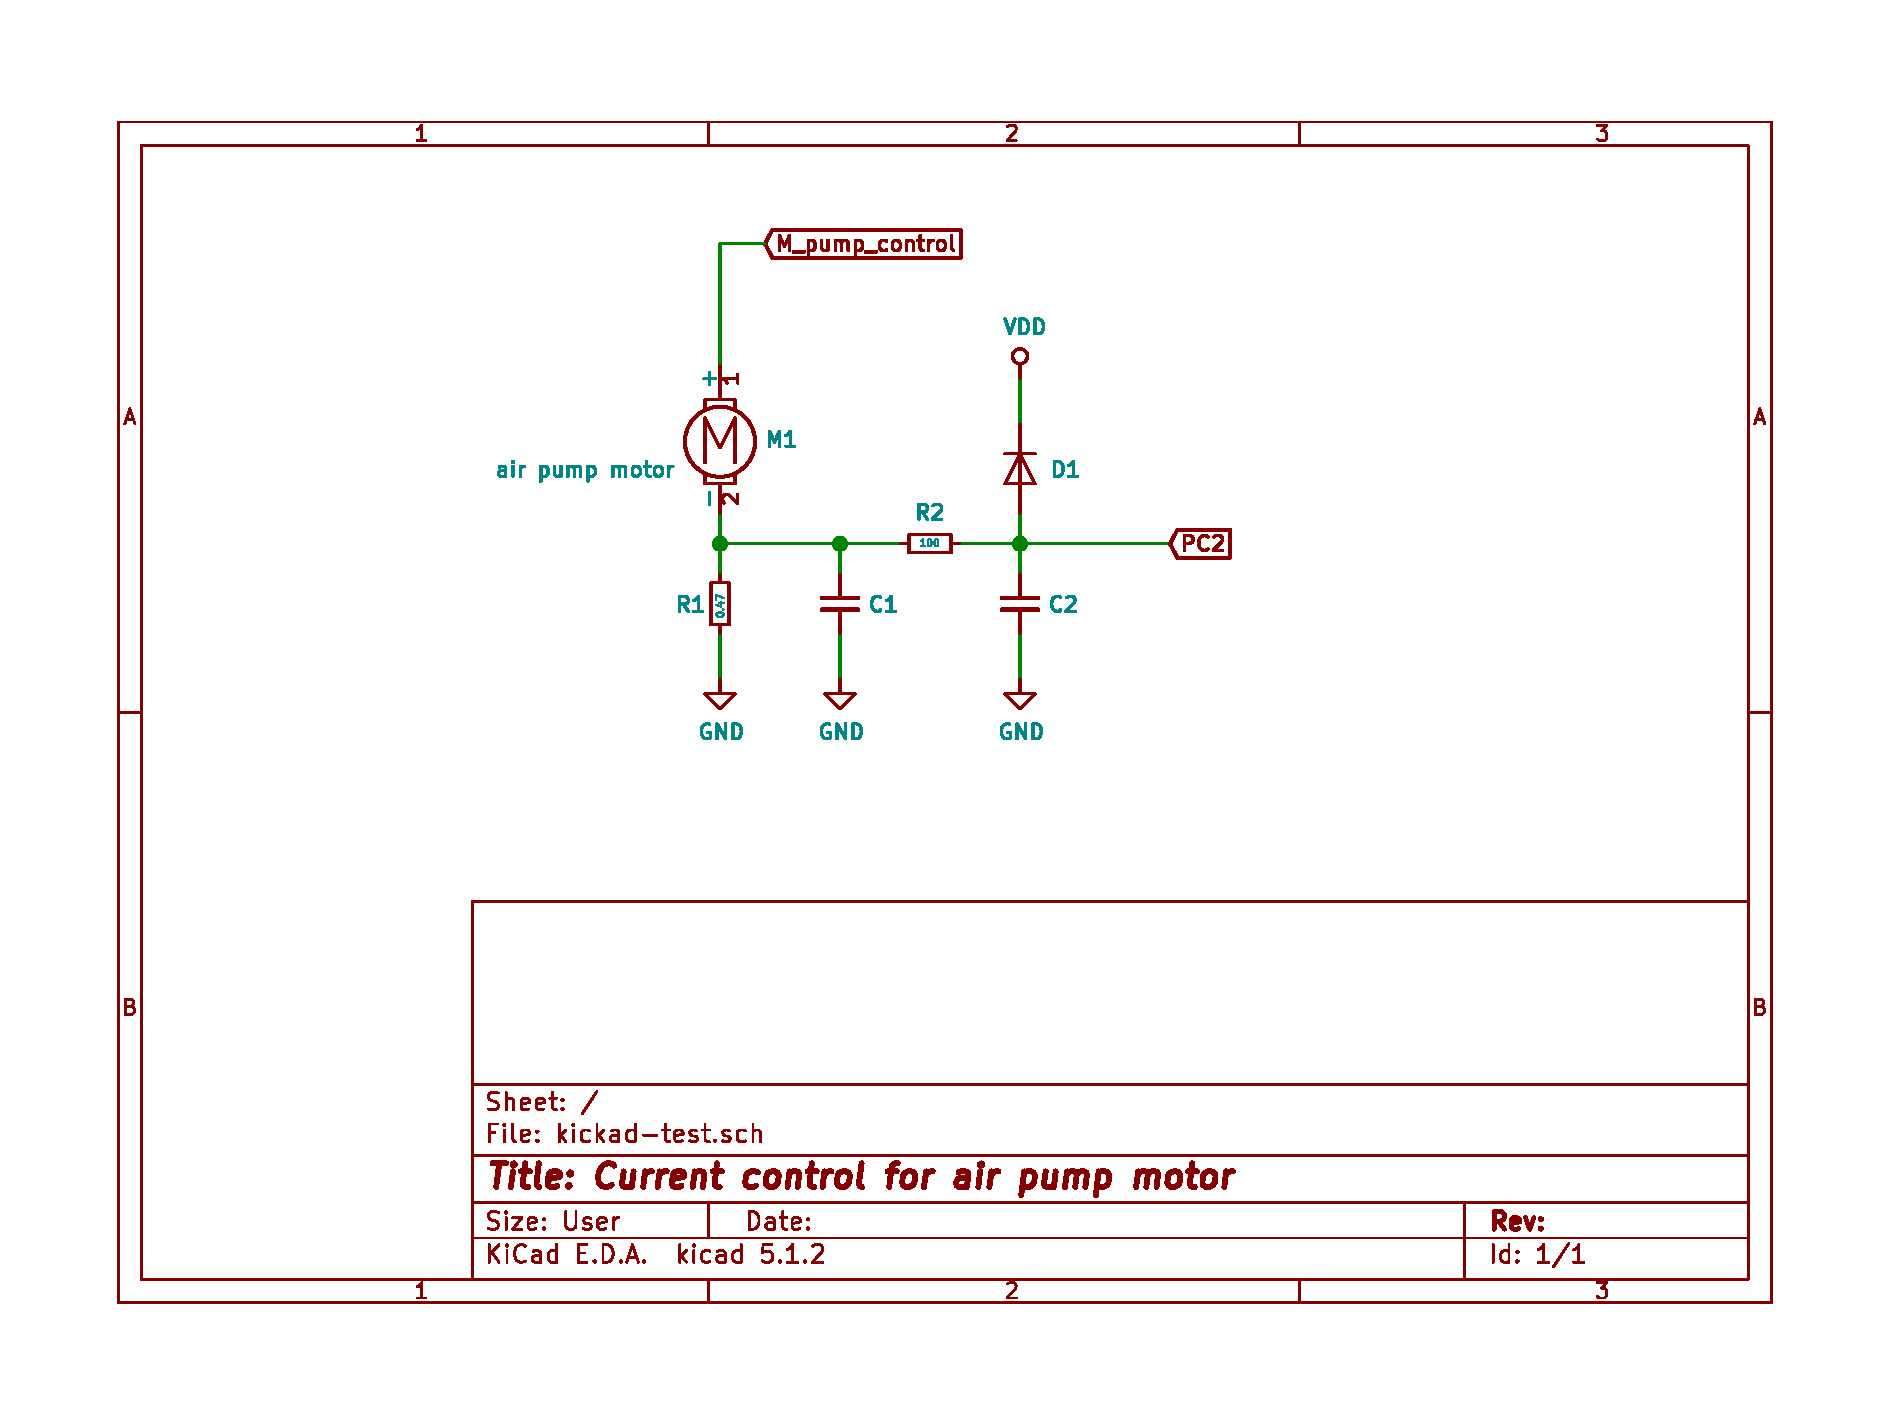 1 2 3
M_pump_control
VDD
+ 1
A A
M1
air pump motor
D1
- 2
R2
100
PC2
R1 0.47 C1 C2
GND GND GND
B B
Sheet: /
File: kickad-test.sch
Title: Current control for air pump motor
Size: User Date: Rev:
KiCad E.D.A. kicad 5.1.2 Id: 1/1
1 2 3